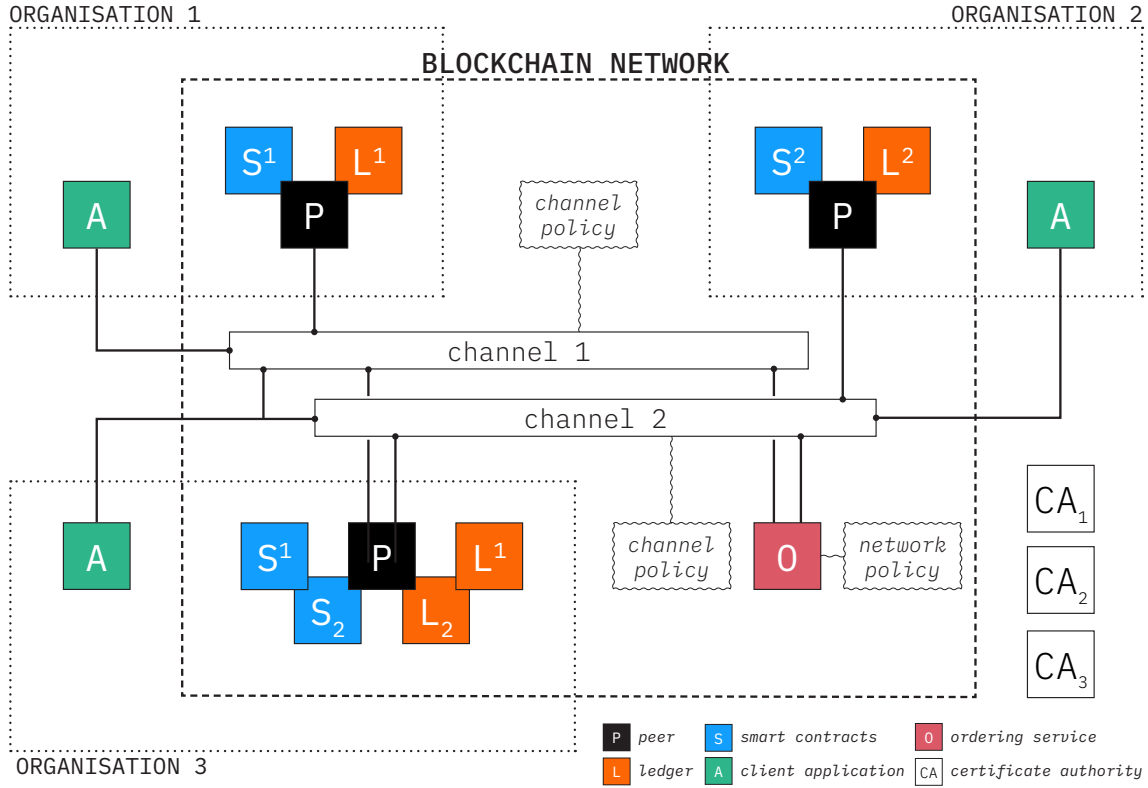 ORGANISATION 1
ORGANISATION 2
BLOCKCHAIN NETWORK
S1
L1
P
A
channel
policy
S2
L2
P
A
channel 1
channel 2
A
S1
P
L1
S2
L2
channel
policy
O
network
policy
CA1
CA2
CA3
ORGANISATION 3
P peer
S smart contracts
O ordering service
L ledger
A client application
CA certificate authority